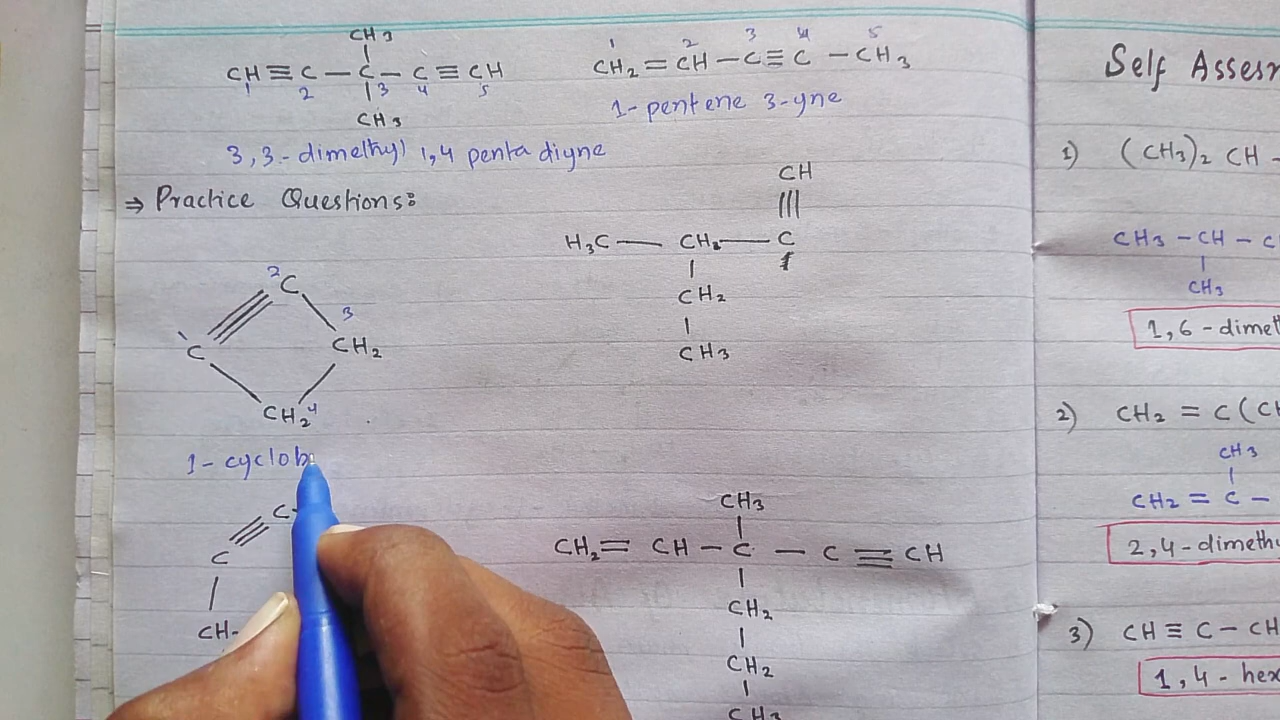 CH3
CH ≡ C — C — C ≡ CH
1 2 3 4 5
CH3
3,3-dimethyl 1,4 penta diyne
1 2 3 4 5
CH2 = CH — C ≡ C — CH3
1-pentene 3-yne
⇒ Practice Questions:
2 C
3
1 C
CH2
CH2 4
1-cyclob
C
C
CH-
CH
|||
H3C — CH — C
CH2
CH3
CH3
CH2 = CH — C — C ≡ CH
CH2
CH2
CH3
Self
1) (CH3)2 CH -
CH3 - CH - C
CH3
1,6-dimet
2) CH2 = C (C
CH3
CH2 = C -
2,4-dimeth
3) CH ≡ C - CH
1,4-hex